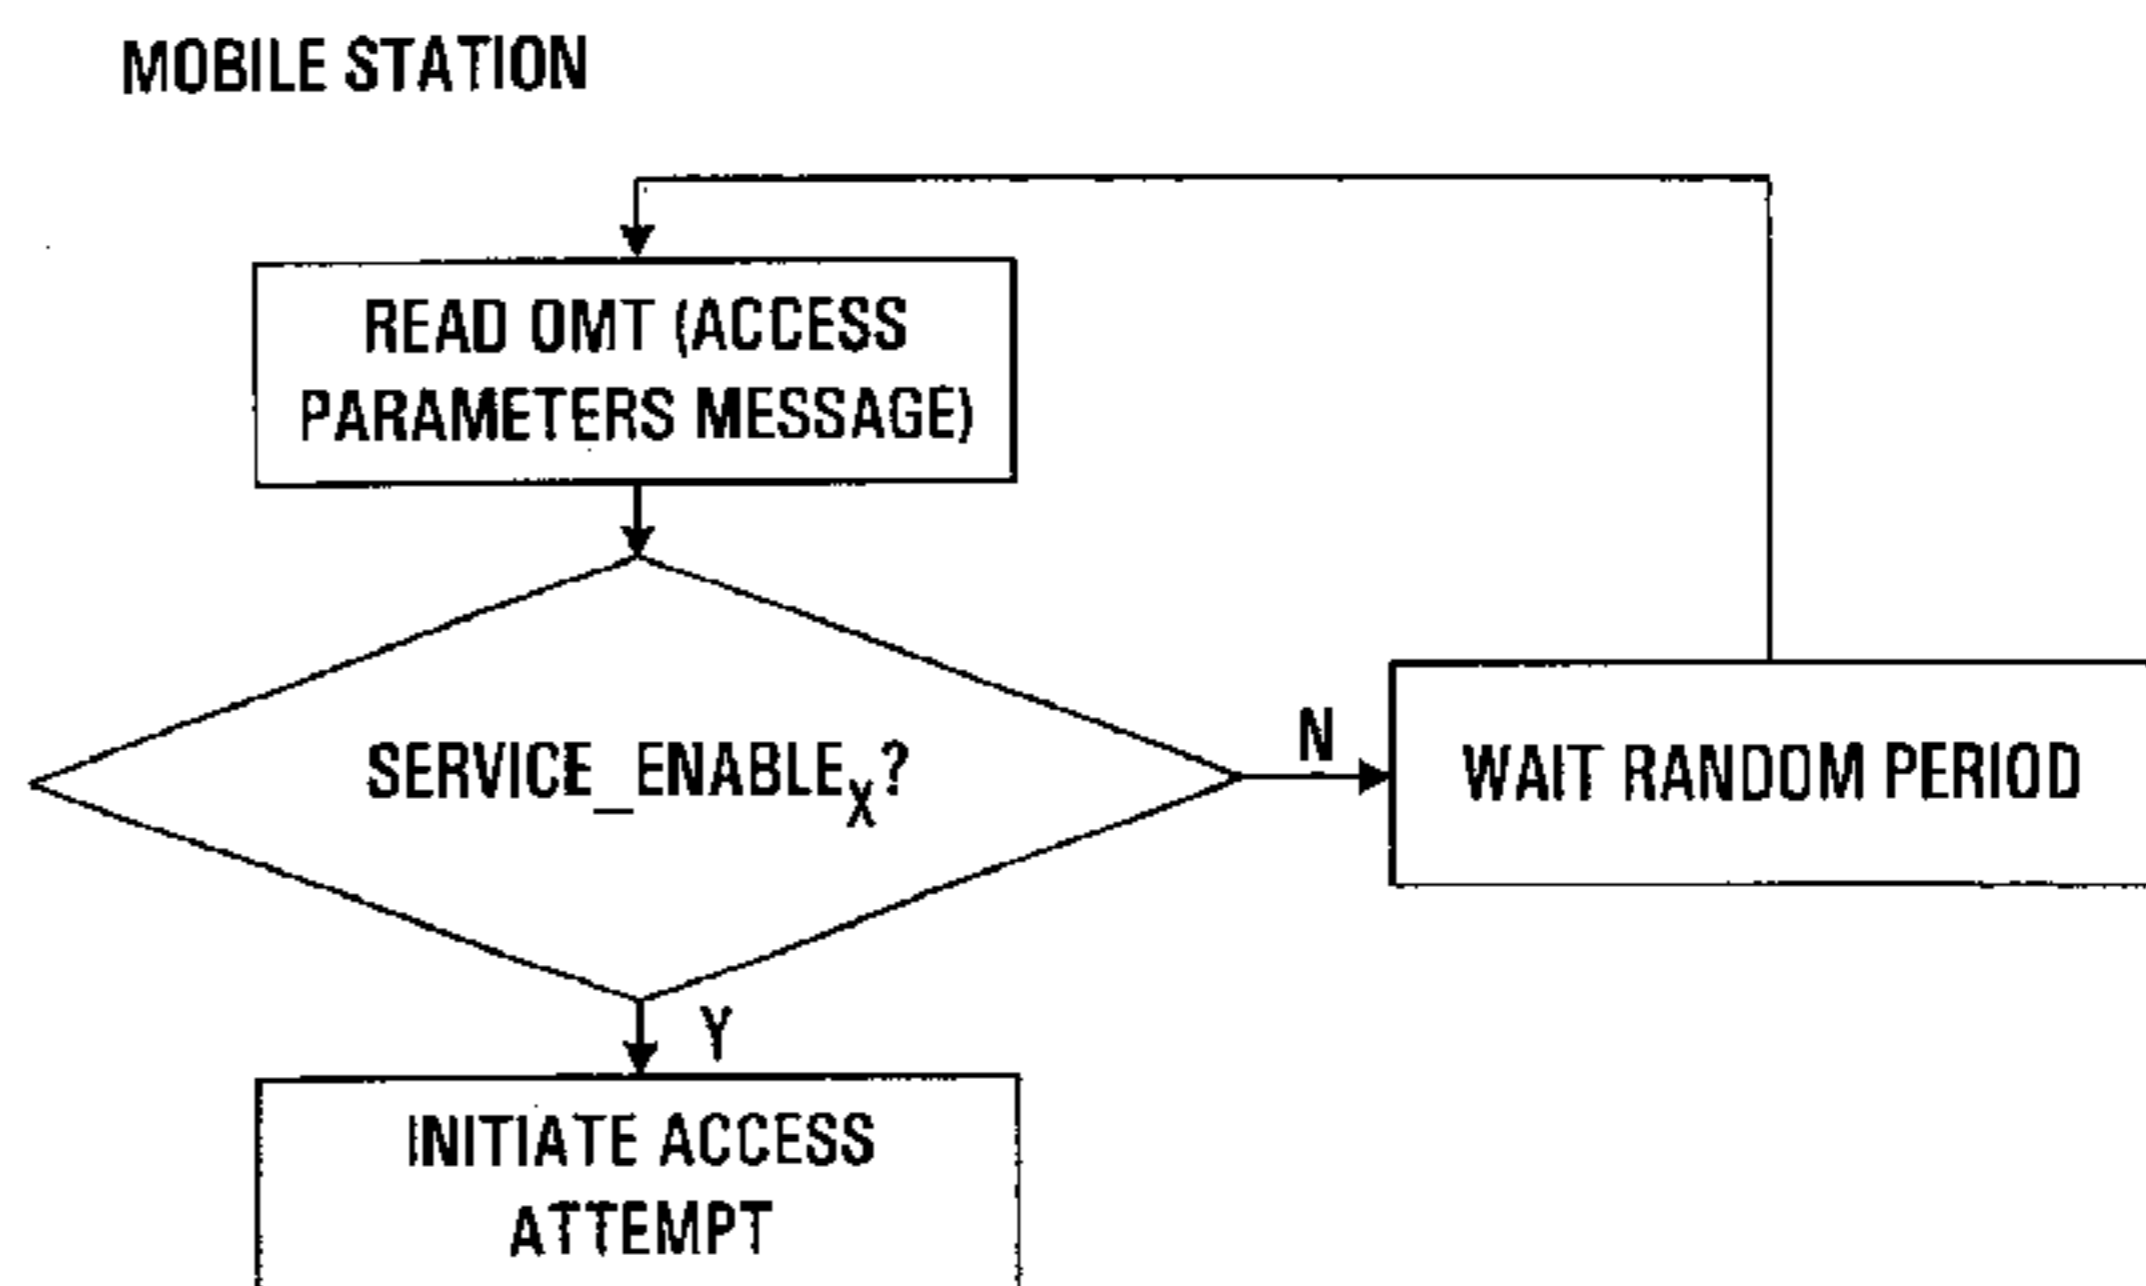 MOBILE STATION
READ OMT (ACCESS
PARAMETERS MESSAGE)
SERVICE_ENABLEX?
N
WAIT RANDOM PERIOD
Y
INITIATE ACCESS
ATTEMPT